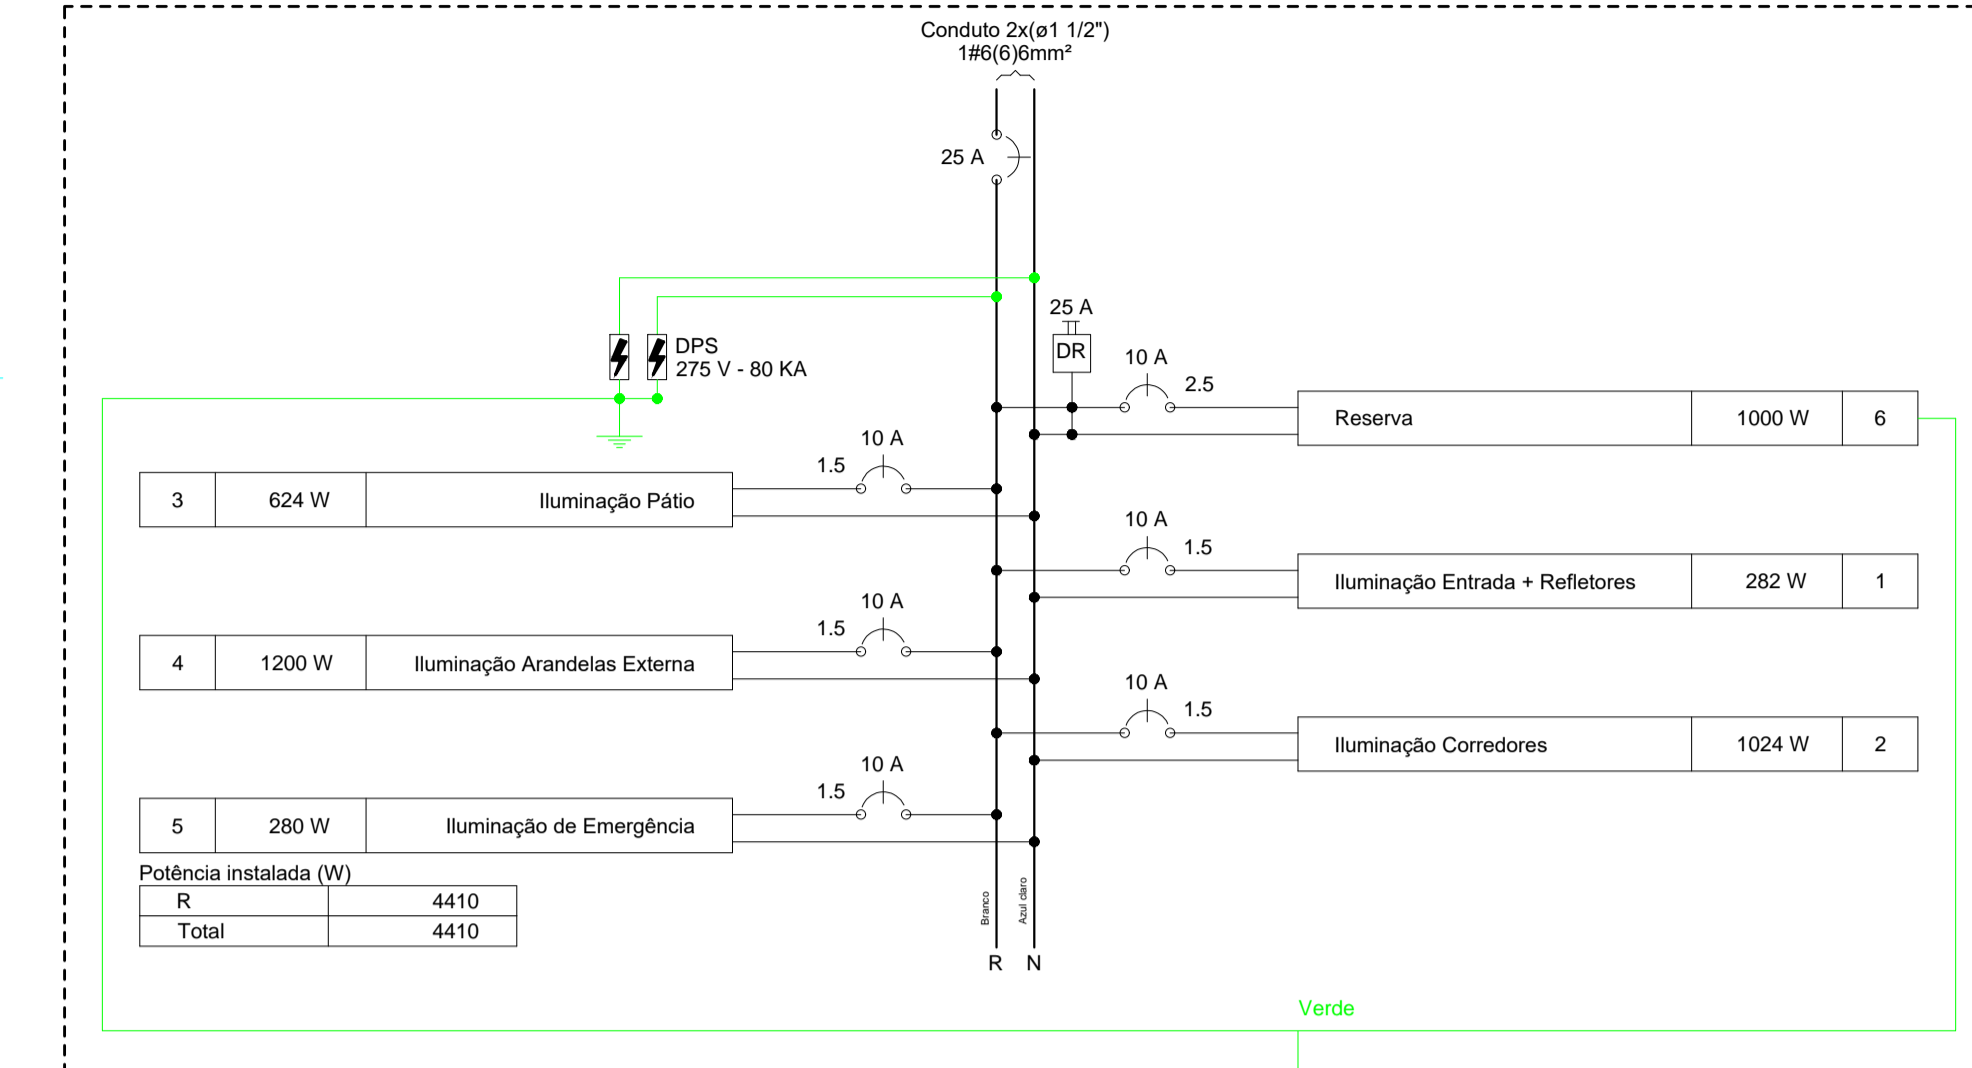 Conduto 2x(ø1 1/2")
1#6(6)6mm²
25 A
25 A
DR
DPS
275 V - 80 KA
10 A
2.5
Reserva 1000 W 6
10 A
1.5
3 624 W Iluminação Pátio
10 A
1.5
Iluminação Entrada + Refletores 282 W 1
10 A
1.5
4 1200 W Iluminação Arandelas Externa
10 A
1.5
Iluminação Corredores 1024 W 2
10 A
1.5
5 280 W Iluminação de Emergência
Potência instalada (W)
R 4410
Total 4410
Branco
Azul claro
R N
Verde